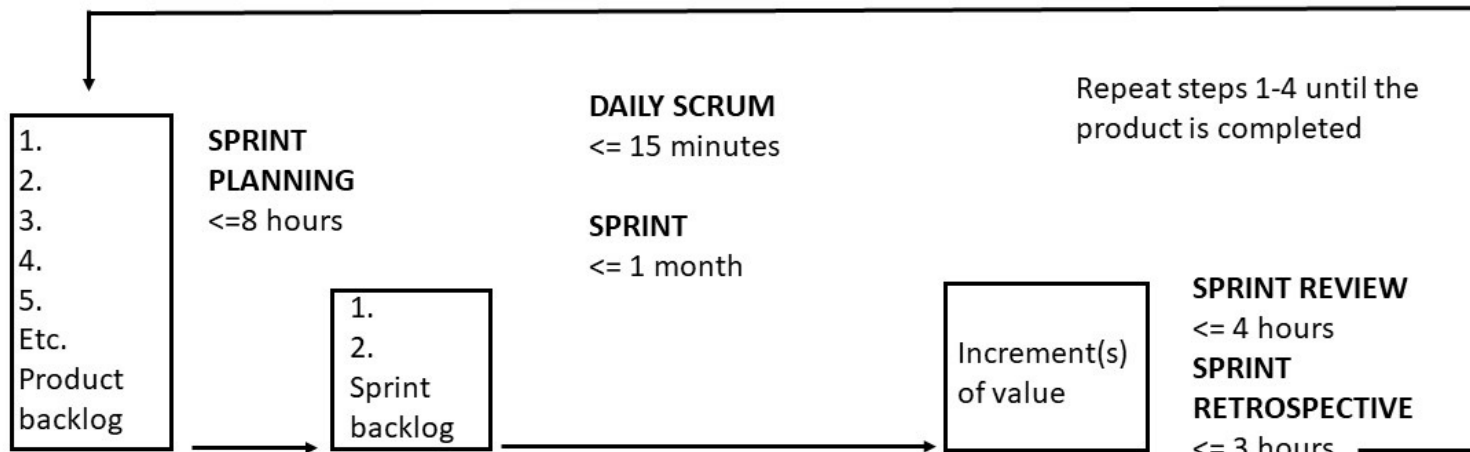 1.
2.
3.
4.
5.
Etc.
Product
backlog
SPRINT
PLANNING
<=8 hours
1.
2.
Sprint
backlog
DAILY SCRUM
<= 15 minutes
SPRINT
<= 1 month
Increment(s)
of value
Repeat steps 1-4 until the
product is completed
SPRINT REVIEW
<= 4 hours
SPRINT
RETROSPECTIVE
<= 3 hours